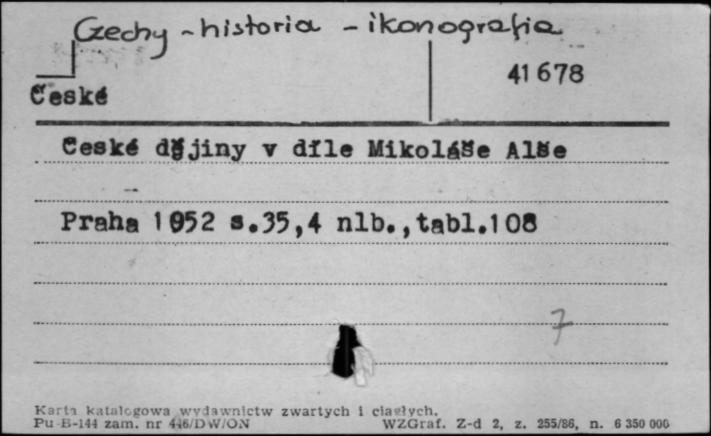 Czechy - historia - ikonografia
41678
České
České dějiny v díle Mikoláše Alše
Praha 1952 s.35,4 nlb.,tabl.108
7
Karta katalogowa wydawnictw zwartych i ciągłych.
Pu-B-144 zam. nr 446/DW/ON WZGraf. Z-d 2, z. 255/86, n. 6 350 000